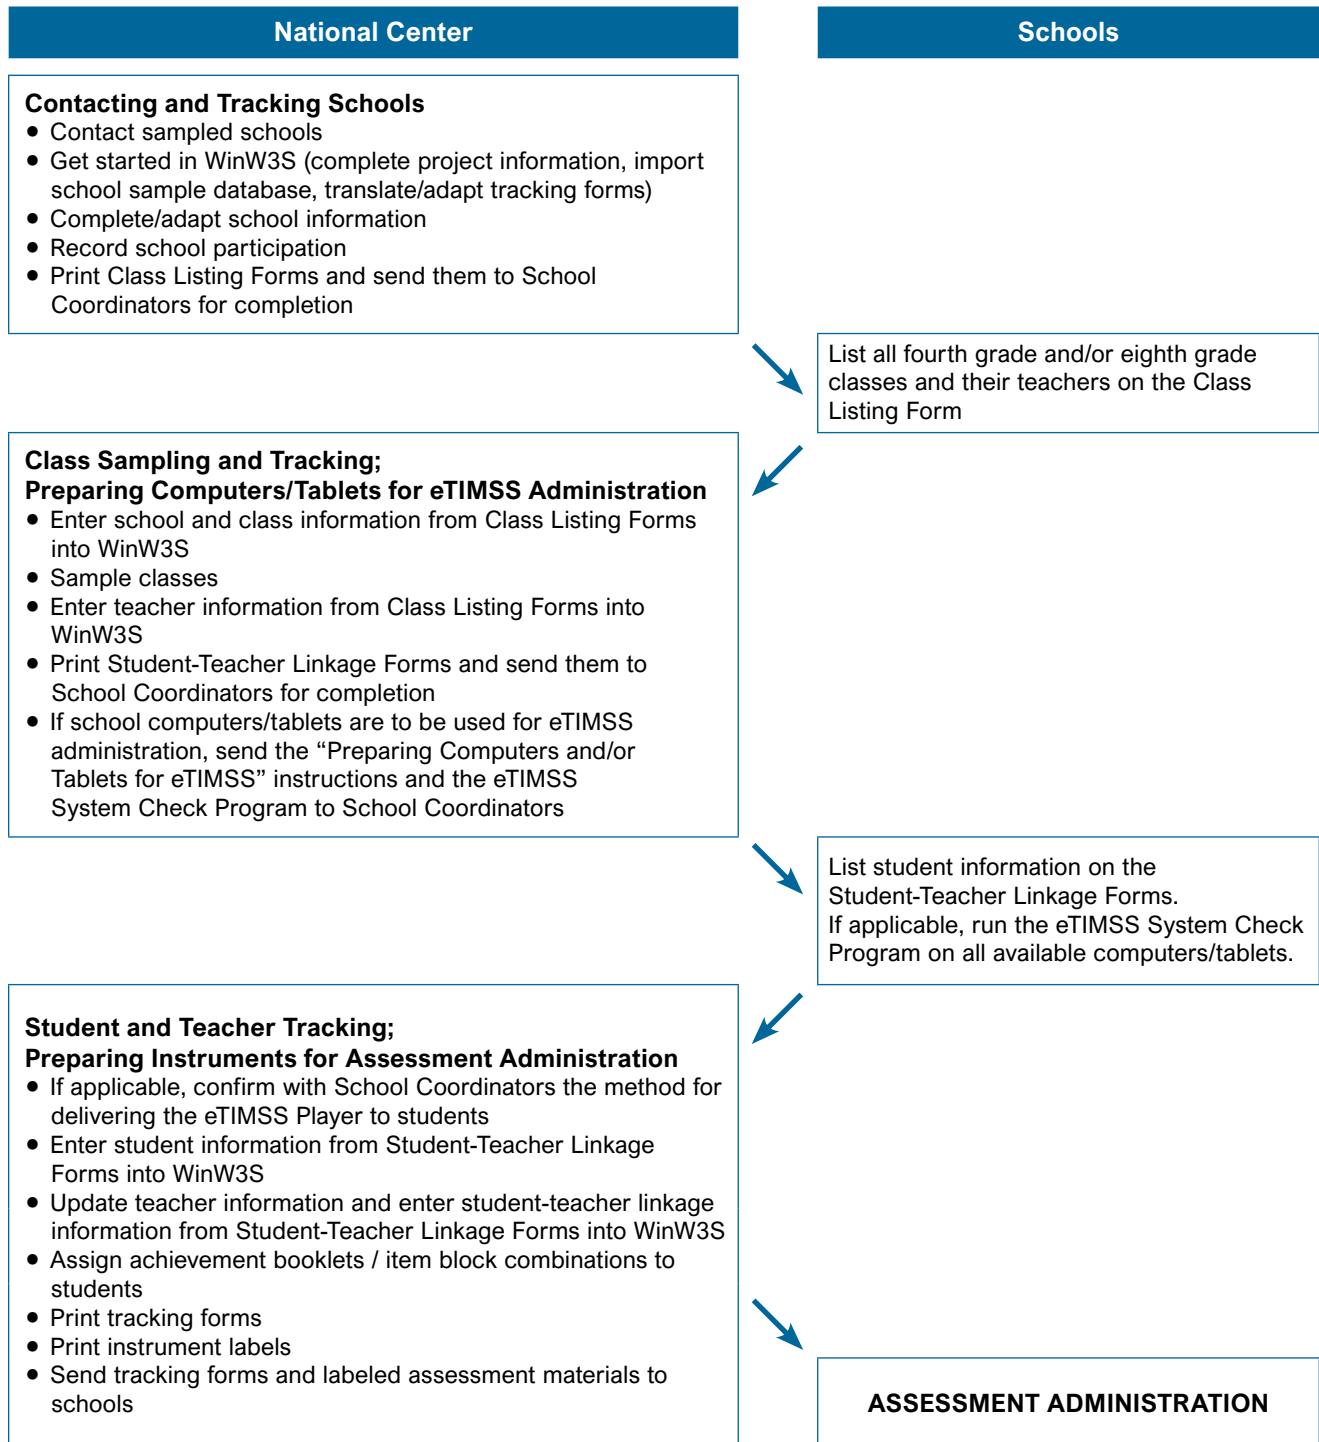 National Center
Schools
Contacting and Tracking Schools
• Contact sampled schools
• Get started in WinW3S (complete project information, import
school sample database, translate/adapt tracking forms)
• Complete/adapt school information
• Record school participation
• Print Class Listing Forms and send them to School
Coordinators for completion
List all fourth grade and/or eighth grade
classes and their teachers on the Class
Listing Form
Class Sampling and Tracking;
Preparing Computers/Tablets for eTIMSS Administration
• Enter school and class information from Class Listing Forms
into WinW3S
• Sample classes
• Enter teacher information from Class Listing Forms into
WinW3S
• Print Student-Teacher Linkage Forms and send them to
School Coordinators for completion
• If school computers/tablets are to be used for eTIMSS
administration, send the “Preparing Computers and/or
Tablets for eTIMSS” instructions and the eTIMSS
System Check Program to School Coordinators
List student information on the
Student-Teacher Linkage Forms.
If applicable, run the eTIMSS System Check
Program on all available computers/tablets.
Student and Teacher Tracking;
Preparing Instruments for Assessment Administration
• If applicable, confirm with School Coordinators the method for
delivering the eTIMSS Player to students
• Enter student information from Student-Teacher Linkage
Forms into WinW3S
• Update teacher information and enter student-teacher linkage
information from Student-Teacher Linkage Forms into WinW3S
• Assign achievement booklets / item block combinations to
students
• Print tracking forms
• Print instrument labels
• Send tracking forms and labeled assessment materials to
schools
ASSESSMENT ADMINISTRATION